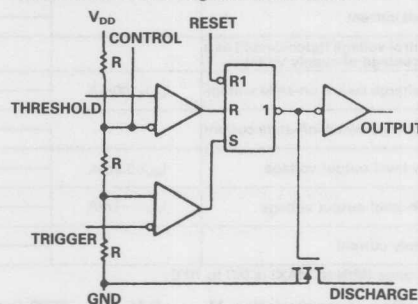 VDD
RESET
CONTROL
R
R1
THRESHOLD
R
1
OUTPUT
S
R
TRIGGER
R
GND
DISCHARGE